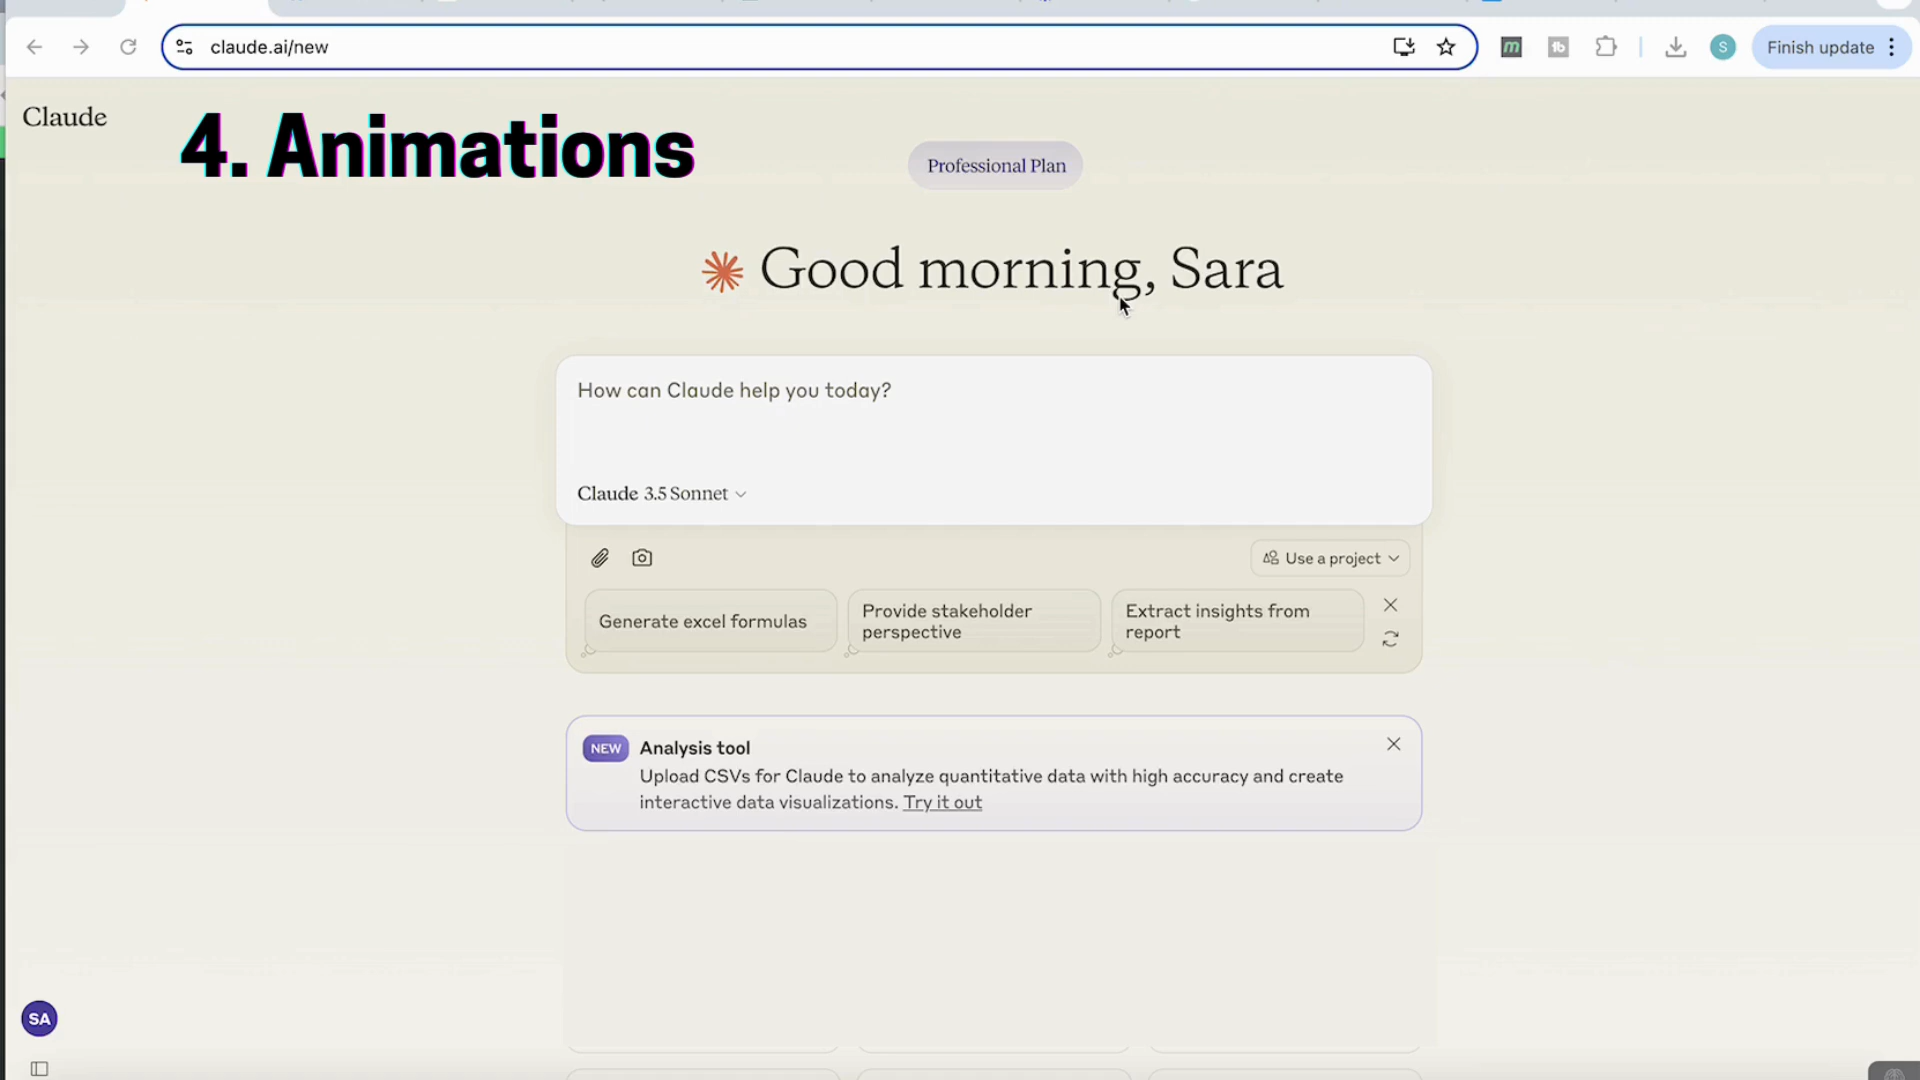 claude.ai/new
S
Finish update
Claude
4. Animations
Professional Plan
Good morning, Sara
How can Claude help you today?
Claude 3.5 Sonnet
Use a project
Generate excel formulas
Provide stakeholder
perspective
Extract insights from
report
NEW
Analysis tool
Upload CSVs for Claude to analyze quantitative data with high accuracy and create
interactive data visualizations. Try it out
SA